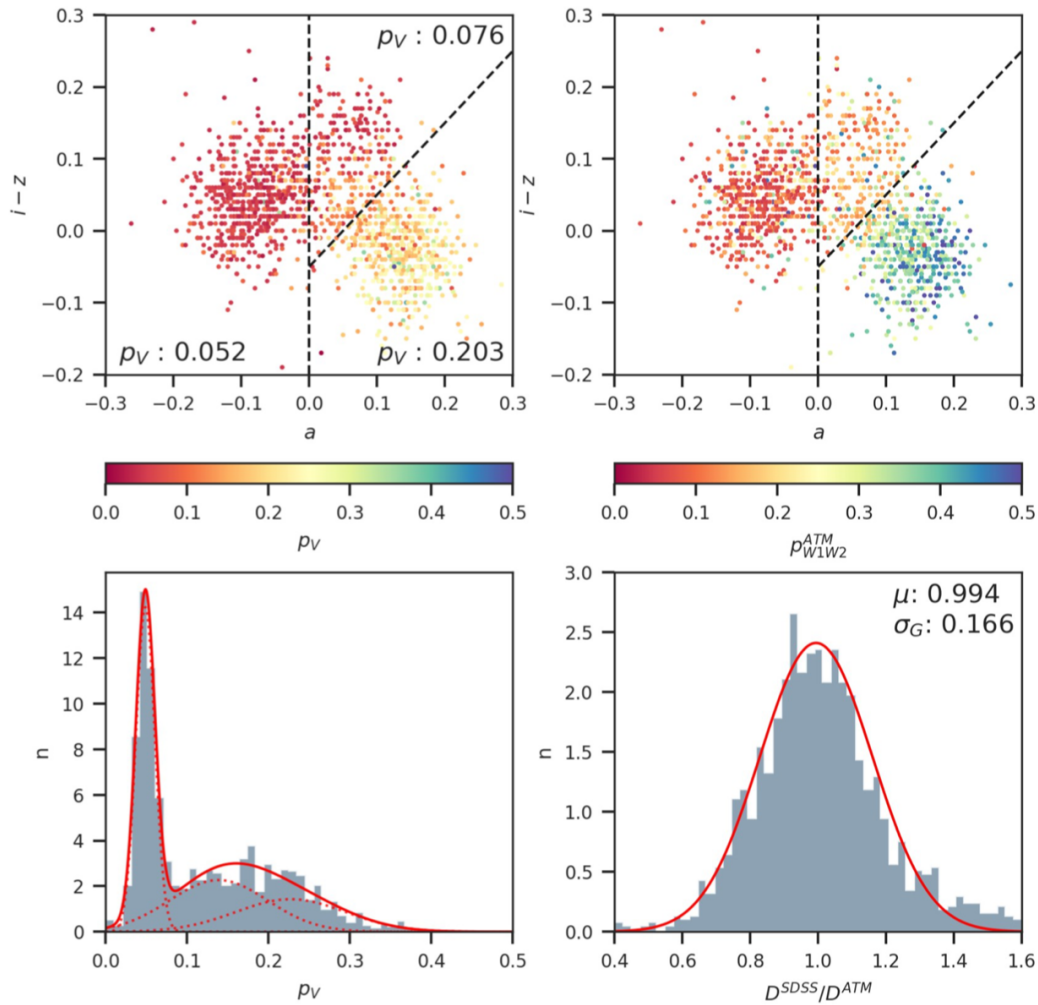 0.3
0.2
0.1
0.0
−0.1
−0.2
i − z
p_V : 0.076
p_V : 0.052
p_V : 0.203
−0.3 −0.2 −0.1 0.0 0.1 0.2 0.3
a
0.3
0.2
0.1
0.0
−0.1
−0.2
i − z
−0.3 −0.2 −0.1 0.0 0.1 0.2 0.3
a
0.0 0.1 0.2 0.3 0.4 0.5
p_V
0.0 0.1 0.2 0.3 0.4 0.5
p^{ATM}_{W1W2}
14
12
10
8
6
4
2
0
n
0.0 0.1 0.2 0.3 0.4 0.5
p_V
3.0
2.5
2.0
1.5
1.0
0.5
0.0
n
μ: 0.994
σ_G: 0.166
0.4 0.6 0.8 1.0 1.2 1.4 1.6
D^{SDSS}/D^{ATM}